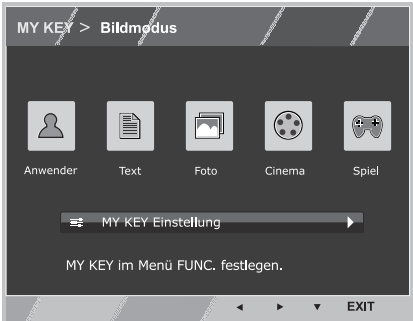 MY KEY > Bildmodus
Anwender Text Foto Cinema Spiel
MY KEY Einstellung
MY KEY im Menü FUNC. festlegen.
EXIT